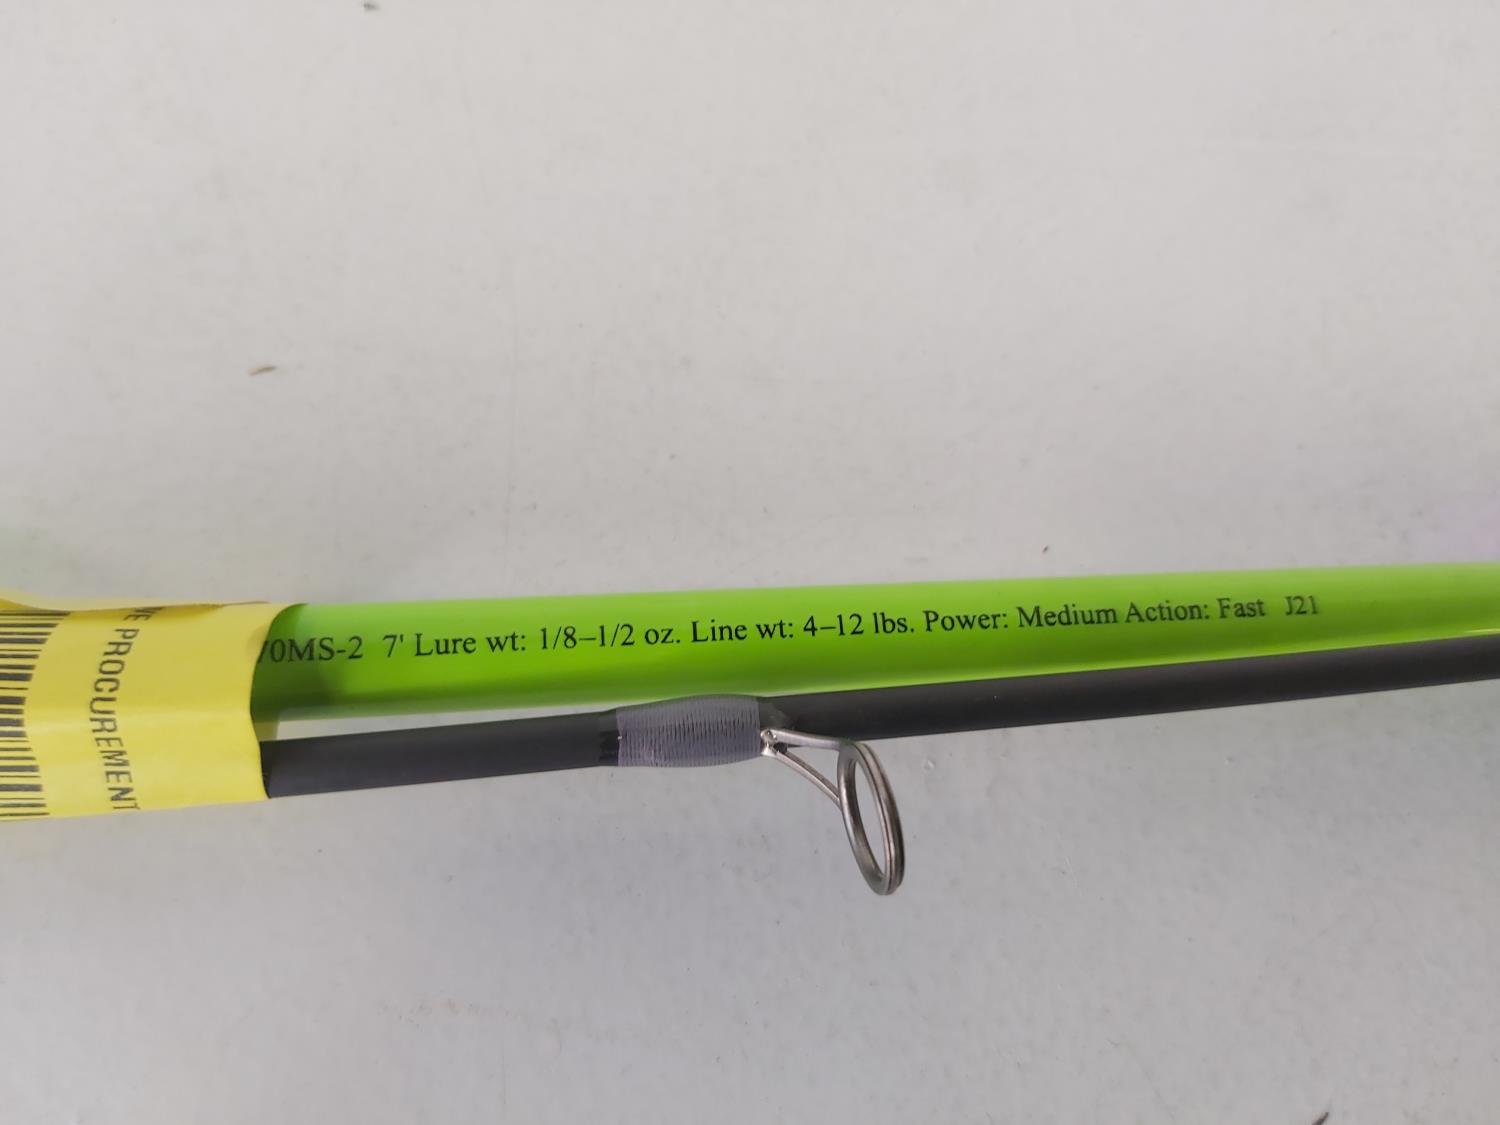 70MS-2 7' Lure wt: 1/8–1/2 oz. Line wt: 4–12 lbs. Power: Medium Action: Fast J21
PROCUREMENT